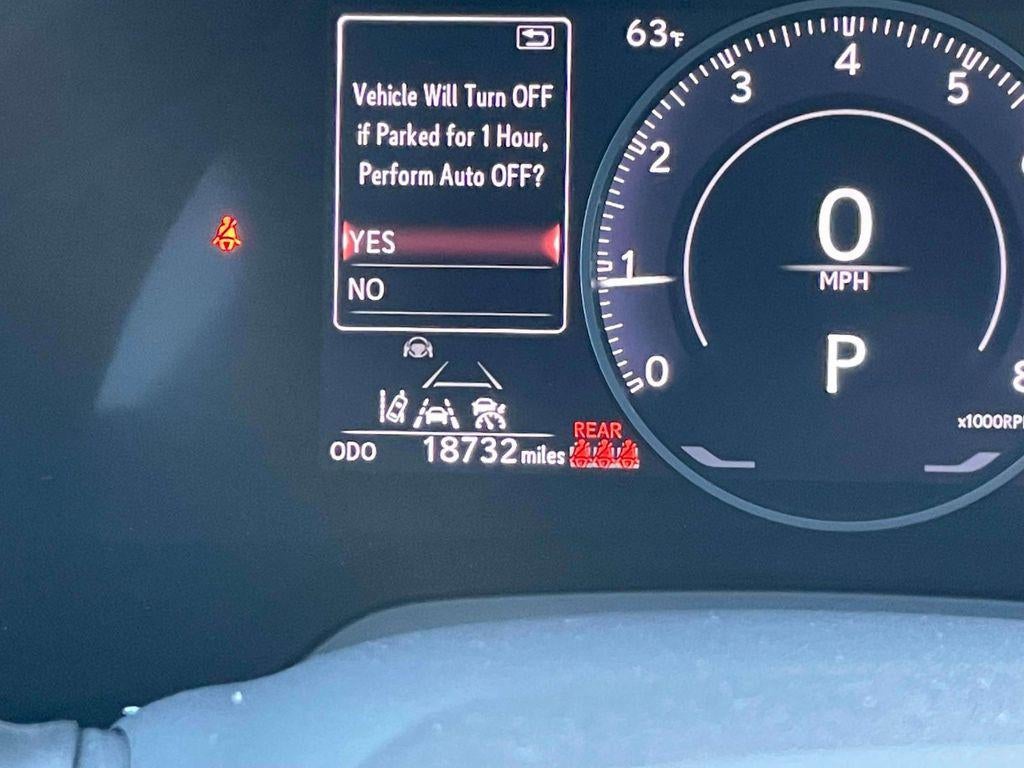 Vehicle Will Turn OFF
if Parked for 1 Hour,
Perform Auto OFF?
YES
NO
ODO 18732 miles
REAR
63°F
0
1
2
3
4
5
8
0
MPH
P